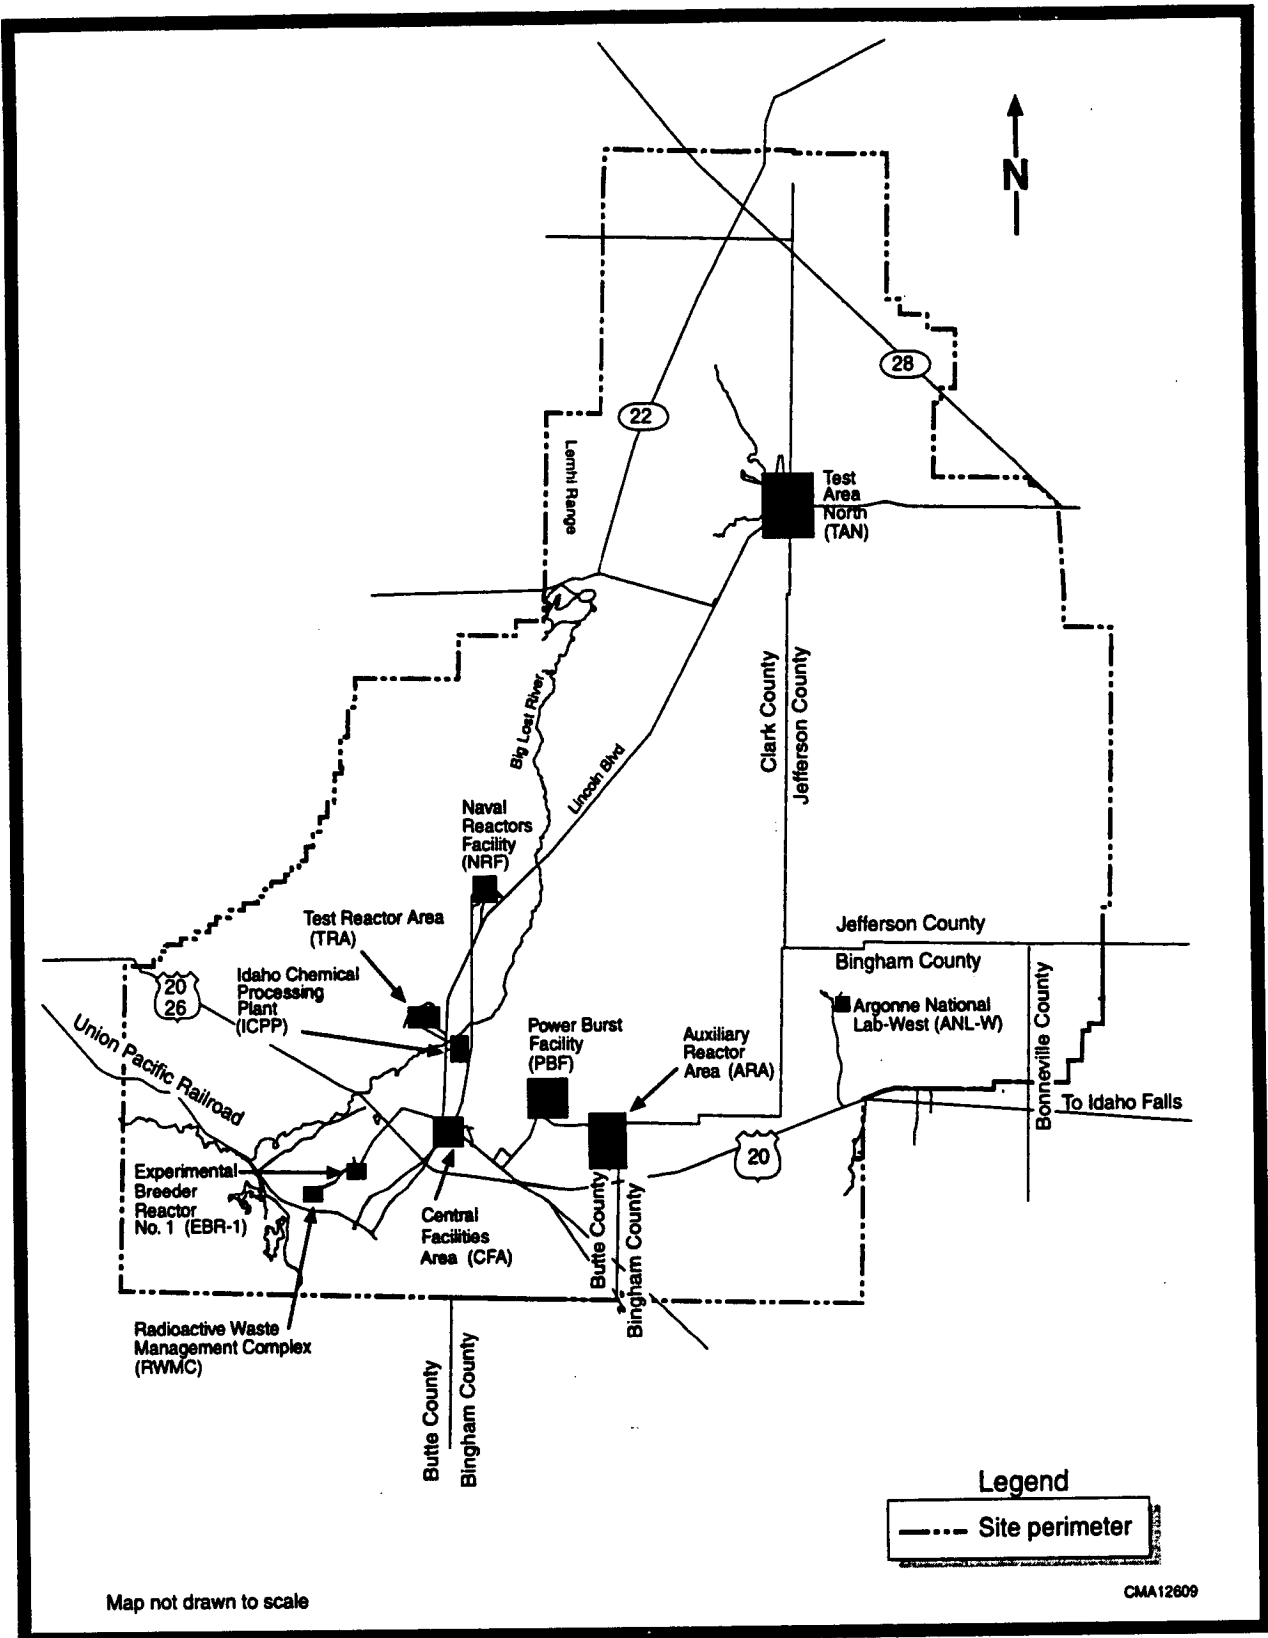 N
28
22
Lemhi Range
Test
Area
North
(TAN)
Clark County
Jefferson County
Big Lost River
Lincoln Blvd
Naval
Reactors
Facility
(NRF)
Test Reactor Area
(TRA)
Jefferson County
Bingham County
Idaho Chemical
Processing
Plant
(ICPP)
20
26
Argonne National
Lab-West (ANL-W)
Bonneville County
Union Pacific Railroad
Power Burst
Facility
(PBF)
Auxiliary
Reactor
Area (ARA)
To Idaho Falls
20
Experimental
Breeder
Reactor
No. 1 (EBR-1)
Central
Facilities
Area (CFA)
Butte County
Bingham County
Radioactive Waste
Management Complex
(RWMC)
Butte County
Bingham County
Legend
Site perimeter
Map not drawn to scale
CMA12609